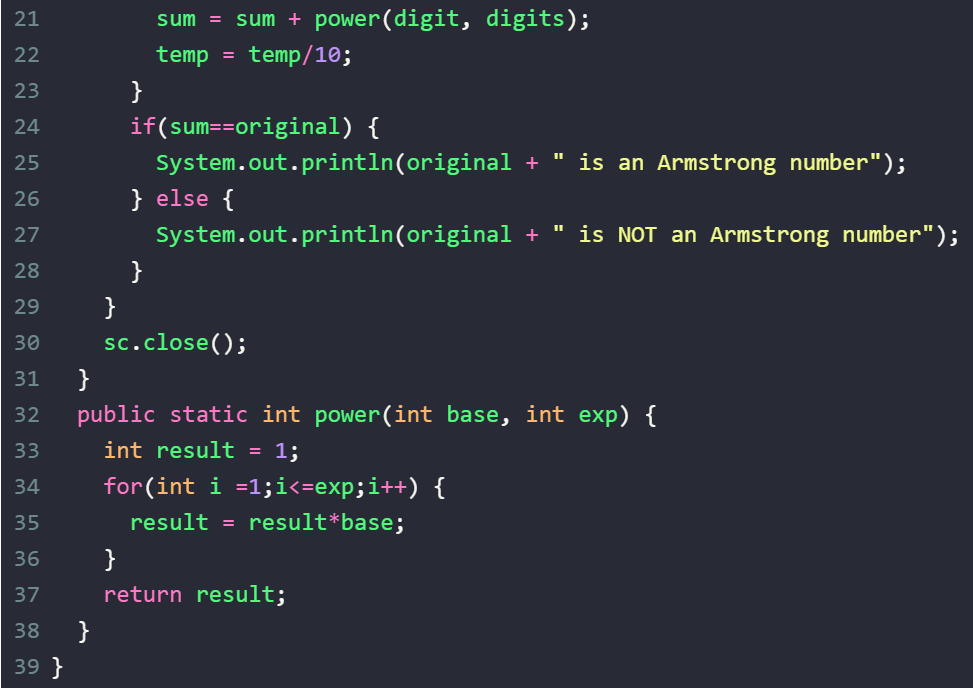 21        sum = sum + power(digit, digits);
22        temp = temp/10;
23      }
24      if(sum==original) {
25        System.out.println(original + " is an Armstrong number");
26      } else {
27        System.out.println(original + " is NOT an Armstrong number");
28      }
29    }
30    sc.close();
31  }
32  public static int power(int base, int exp) {
33    int result = 1;
34    for(int i =1;i<=exp;i++) {
35      result = result*base;
36    }
37    return result;
38  }
39 }